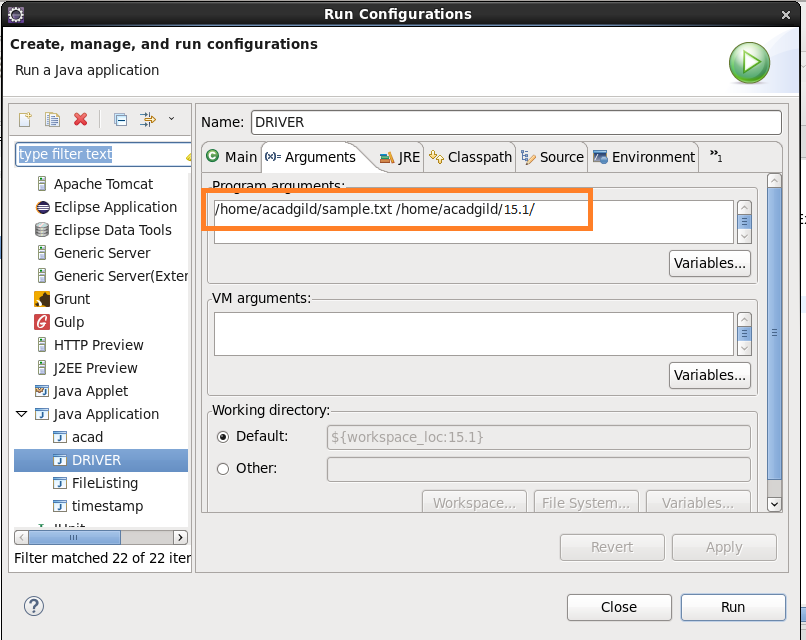 Run Configurations
Create, manage, and run configurations
Run a Java application
type filter text
Apache Tomcat
Eclipse Application
Eclipse Data Tools
Generic Server
Generic Server(Exter
Grunt
Gulp
HTTP Preview
J2EE Preview
Java Applet
Java Application
acad
DRIVER
FileListing
timestamp
JUnit
Filter matched 22 of 22 iter
Name: DRIVER
Main (x)= Arguments JRE Classpath Source Environment »1
Program arguments:
/home/acadgild/sample.txt /home/acadgild/15.1/
Variables...
VM arguments:
Variables...
Working directory:
Default: ${workspace_loc:15.1}
Other:
Workspace... File System... Variables...
Revert Apply
? Close Run